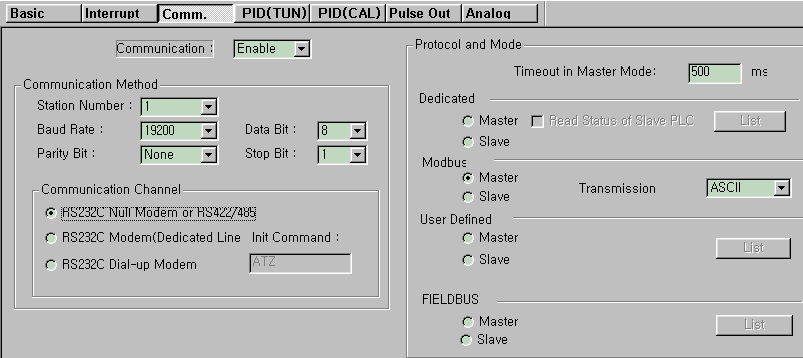 Basic Interrupt Comm. PID(TUN) PID(CAL) Pulse Out Analog
Communication : Enable
Communication Method
Station Number : 1
Baud Rate : 19200 Data Bit : 8
Parity Bit : None Stop Bit : 1
Communication Channel
RS232C Null Modem or RS422/485
RS232C Modem(Dedicated Line Init Command :
RS232C Dial-up Modem ATZ
Protocol and Mode
Timeout in Master Mode: 500 ms
Dedicated
Master Read Status of Slave PLC List
Slave
Modbus
Master
Transmission ASCII
Slave
User Defined
Master
List
Slave
FIELDBUS
Master List
Slave